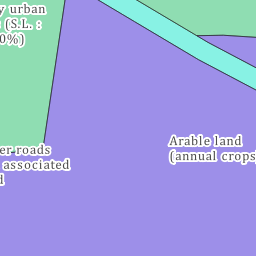 y urban
(S.L. :
0%)
Arable land
(annual crops
er roads
associated
d